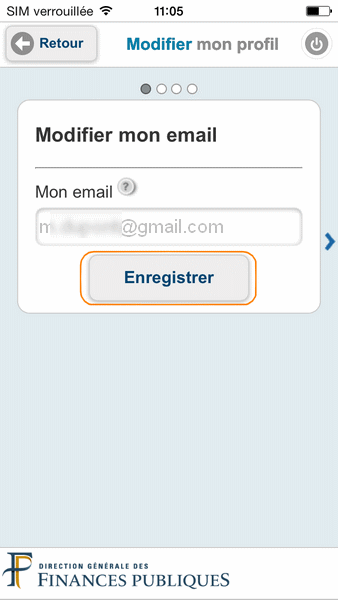 SIM verrouillée 11:05
Retour Modifier mon profil
Modifier mon email
Mon email ?
@gmail.com
Enregistrer
DIRECTION GÉNÉRALE DES
FINANCES PUBLIQUES